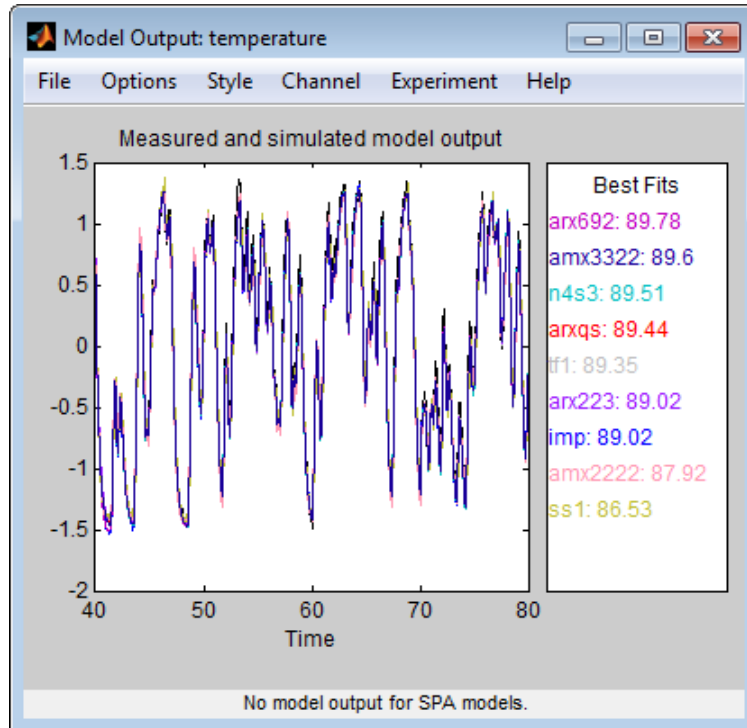 Model Output: temperature
File Options Style Channel Experiment Help
Measured and simulated model output
1.5
1
0.5
0
-0.5
-1
-1.5
-2
40 50 60 70 80
Time
Best Fits
arx692: 89.78
amx3322: 89.6
n4s3: 89.51
arxqs: 89.44
tf1: 89.35
arx223: 89.02
imp: 89.02
amx2222: 87.92
ss1: 86.53
No model output for SPA models.